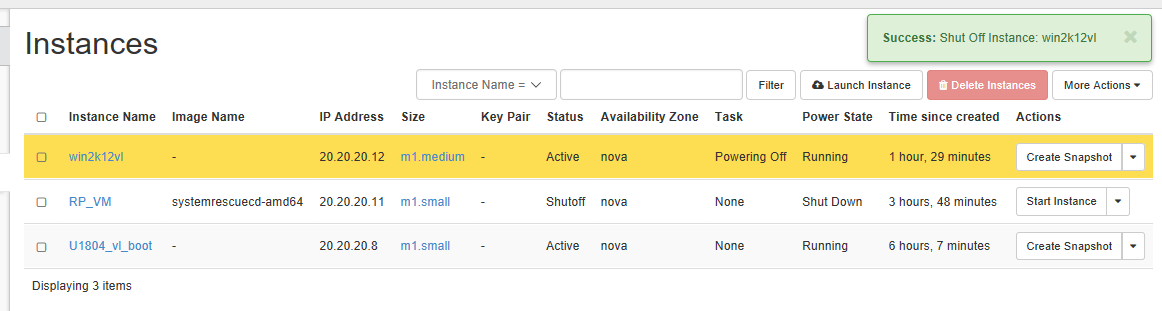 Instances
Success: Shut Off Instance: win2k12vl
Instance Name =
Filter
Launch Instance
Delete Instances
More Actions
Instance Name Image Name IP Address Size Key Pair Status Availability Zone Task Power State Time since created Actions
win2k12vl - 20.20.20.12 m1.medium - Active nova Powering Off Running 1 hour, 29 minutes Create Snapshot
RP_VM systemrescuecd-amd64 20.20.20.11 m1.small - Shutoff nova None Shut Down 3 hours, 48 minutes Start Instance
U1804_vl_boot - 20.20.20.8 m1.small - Active nova None Running 6 hours, 7 minutes Create Snapshot
Displaying 3 items